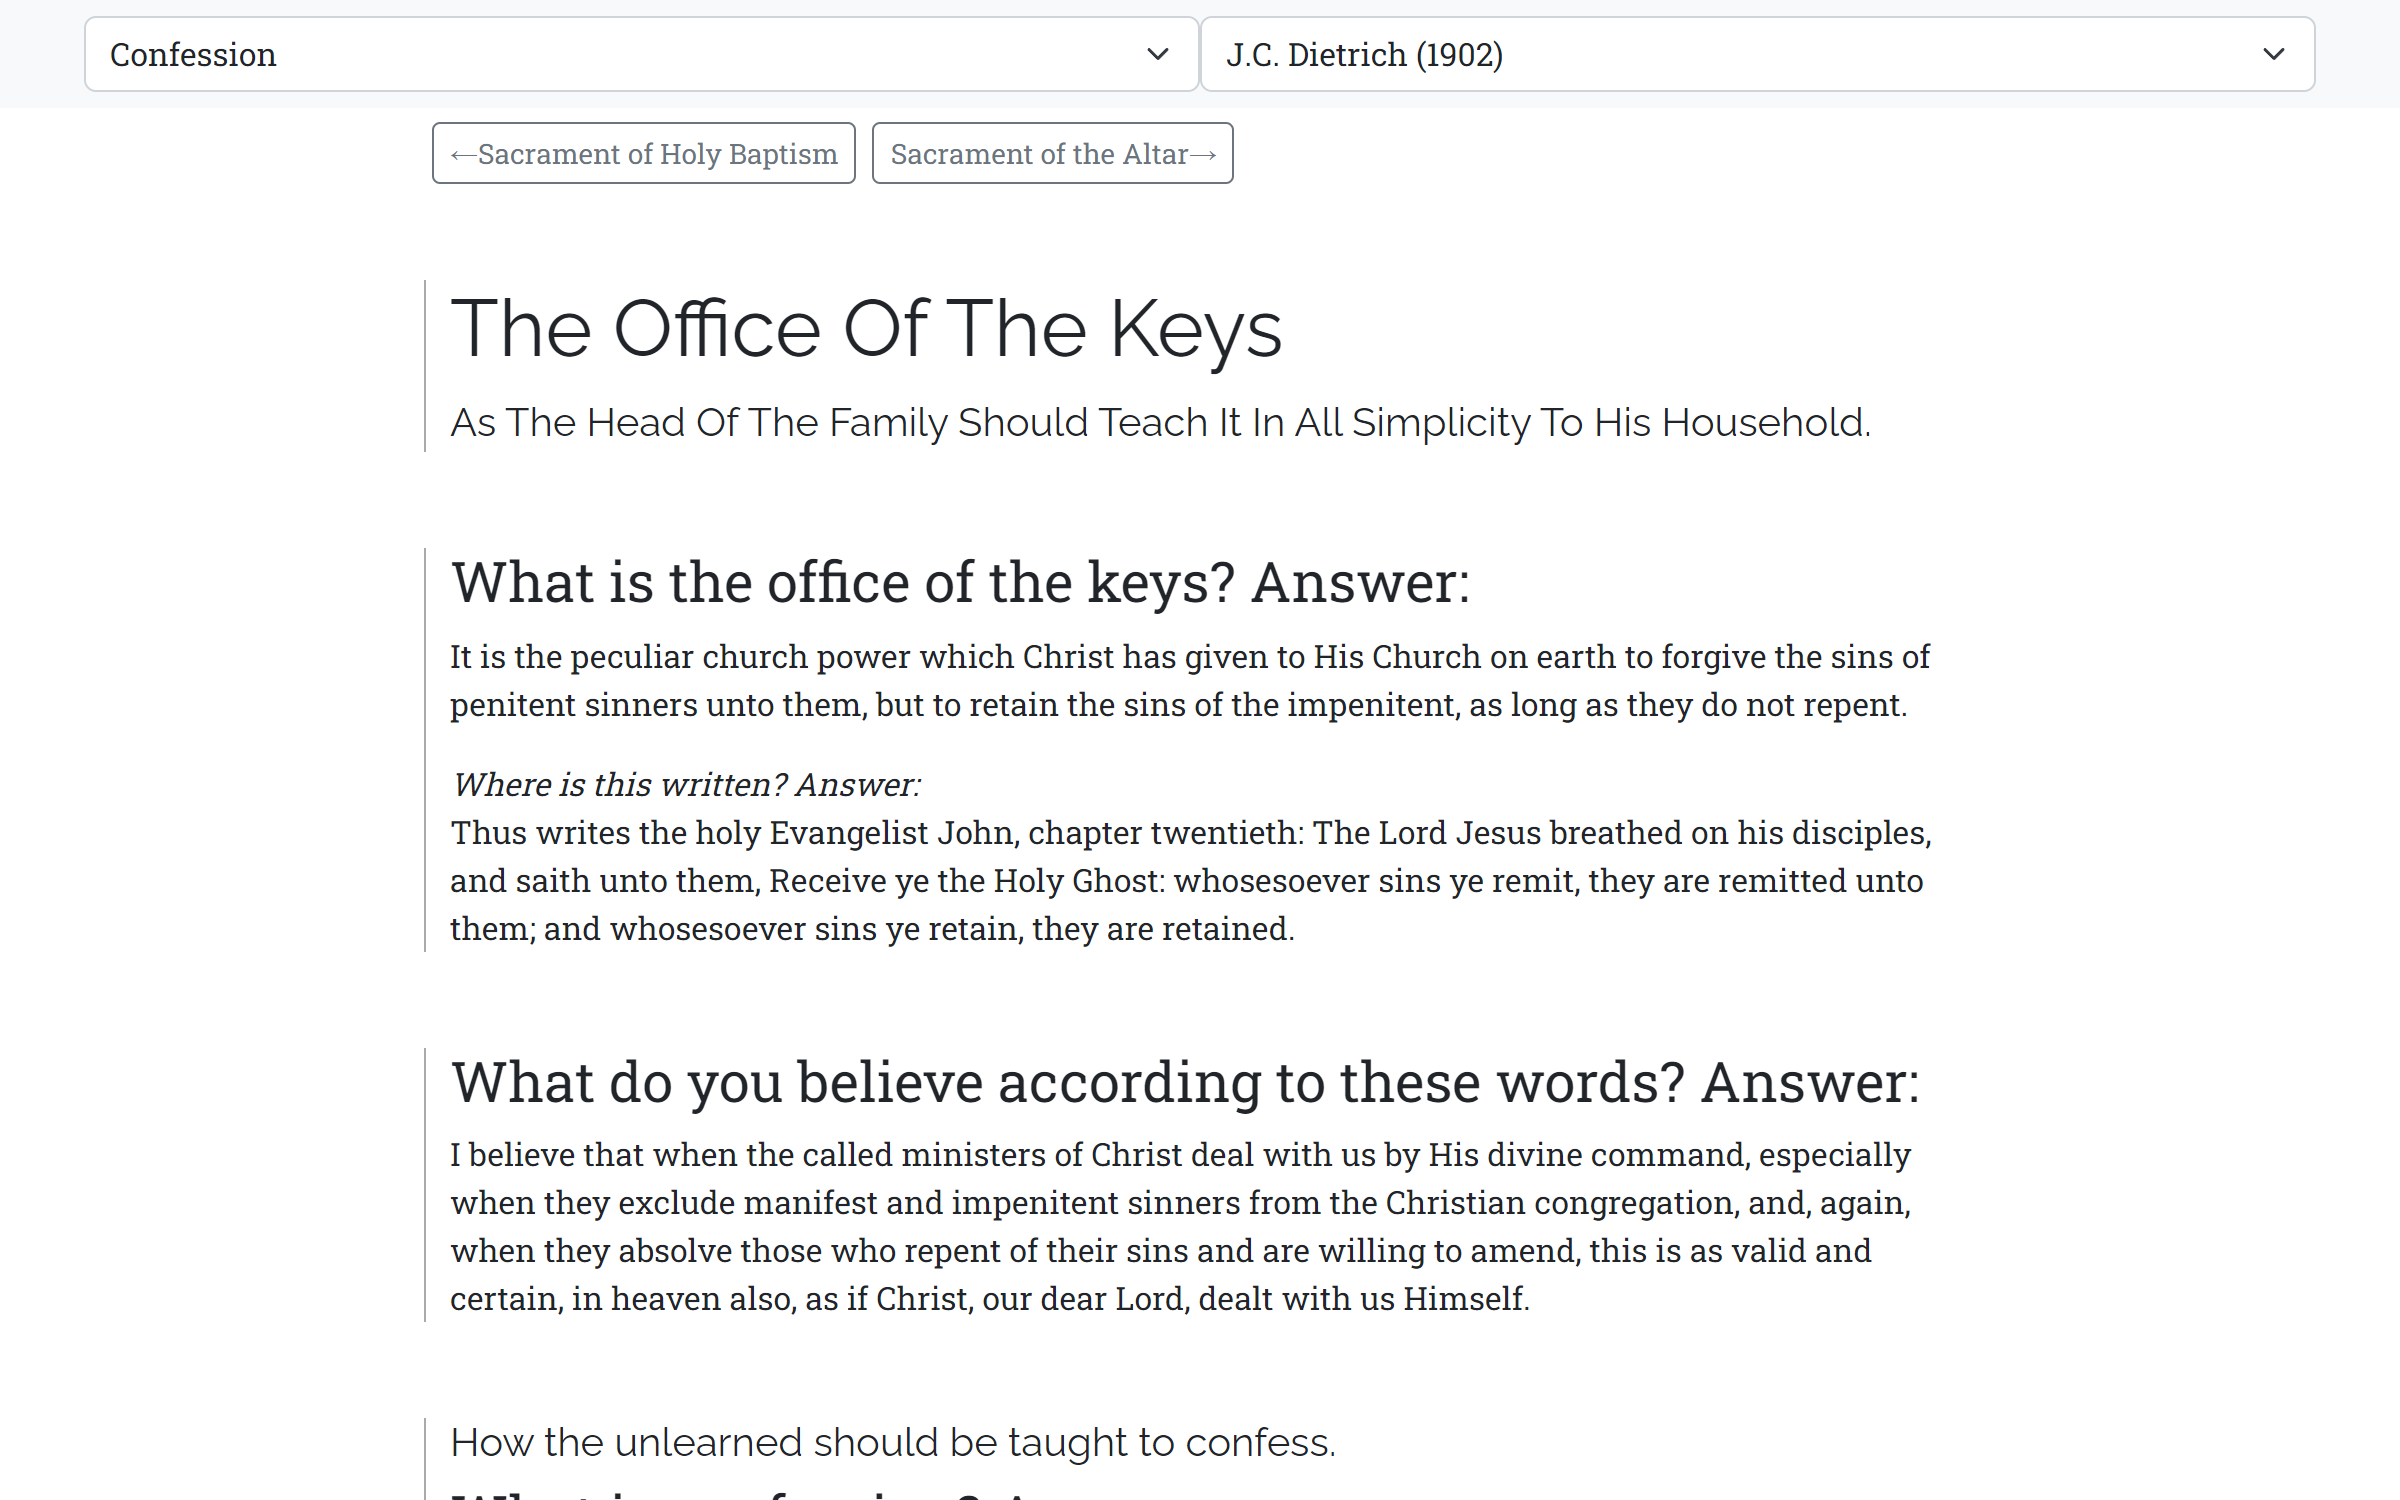 Confession
J.C. Dietrich (1902)
←Sacrament of Holy Baptism
Sacrament of the Altar→
The Office Of The Keys
As The Head Of The Family Should Teach It In All Simplicity To His Household.
What is the office of the keys? Answer:
It is the peculiar church power which Christ has given to His Church on earth to forgive the sins of
penitent sinners unto them, but to retain the sins of the impenitent, as long as they do not repent.
Where is this written? Answer:
Thus writes the holy Evangelist John, chapter twentieth: The Lord Jesus breathed on his disciples,
and saith unto them, Receive ye the Holy Ghost: whosesoever sins ye remit, they are remitted unto
them; and whosesoever sins ye retain, they are retained.
What do you believe according to these words? Answer:
I believe that when the called ministers of Christ deal with us by His divine command, especially
when they exclude manifest and impenitent sinners from the Christian congregation, and, again,
when they absolve those who repent of their sins and are willing to amend, this is as valid and
certain, in heaven also, as if Christ, our dear Lord, dealt with us Himself.
How the unlearned should be taught to confess.